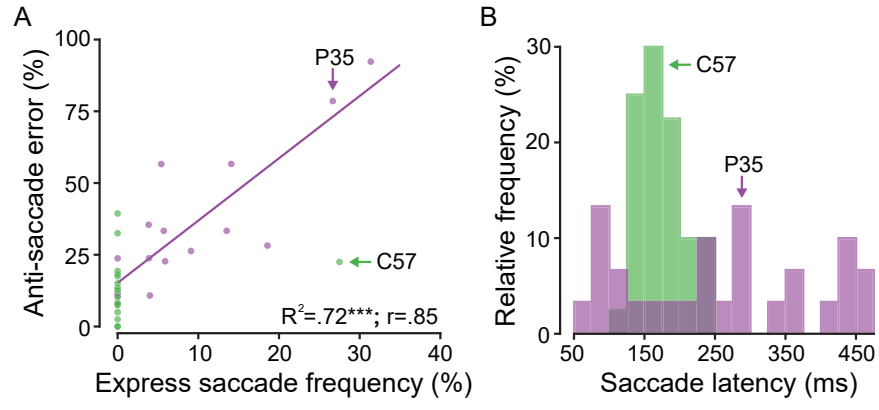 A
Anti-saccade error (%)
100
75
50
25
0
P35
C57
R²=.72***; r=.85
0 10 20 30 40
Express saccade frequency (%)
B
Relative frequency (%)
30
20
10
0
C57
P35
50 150 250 350 450
Saccade latency (ms)